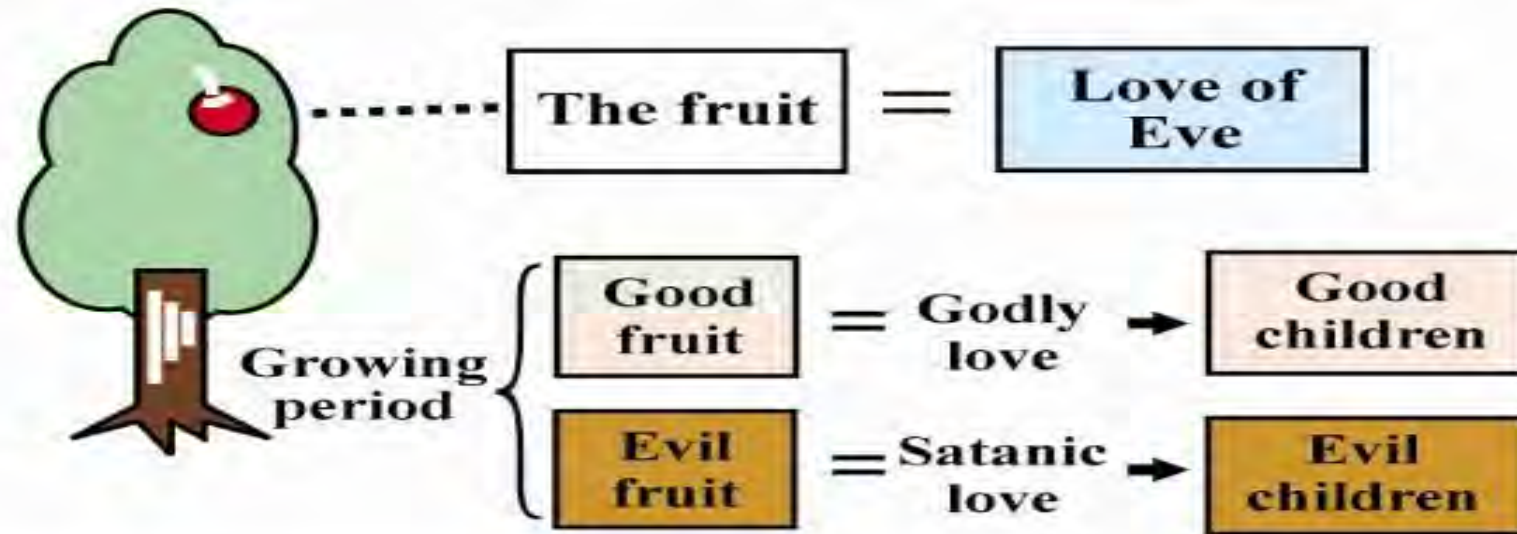 The fruit
=
Love of
Eve
Growing
period
Good
fruit
=
Godly
love
Good
children
Evil
fruit
=
Satanic
love
Evil
children